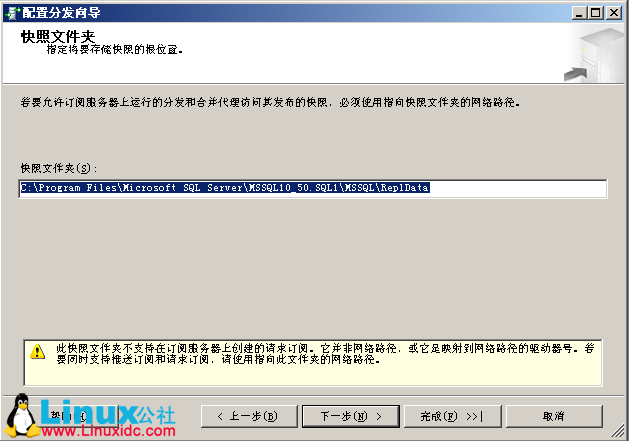 配置分发向导
快照文件夹
指定将要存储快照的根位置。
若要允许订阅服务器上运行的分发和合并代理访问其发布的快照，必须使用指向快照文件夹的网络路径。
快照文件夹(S):
C:\Program Files\Microsoft SQL Server\MSSQL10_50.SQL1\MSSQL\ReplData
此快照文件夹不支持在订阅服务器上创建的请求订阅。它并非网络路径，或它是映射到网络路径的驱动器号。若
要同时支持推送订阅和请求订阅，请使用指向此文件夹的网络路径。
< 上一步(B)
下一步(N) >
完成(F) >>|
取消
Linux公社
www.Linuxidc.com